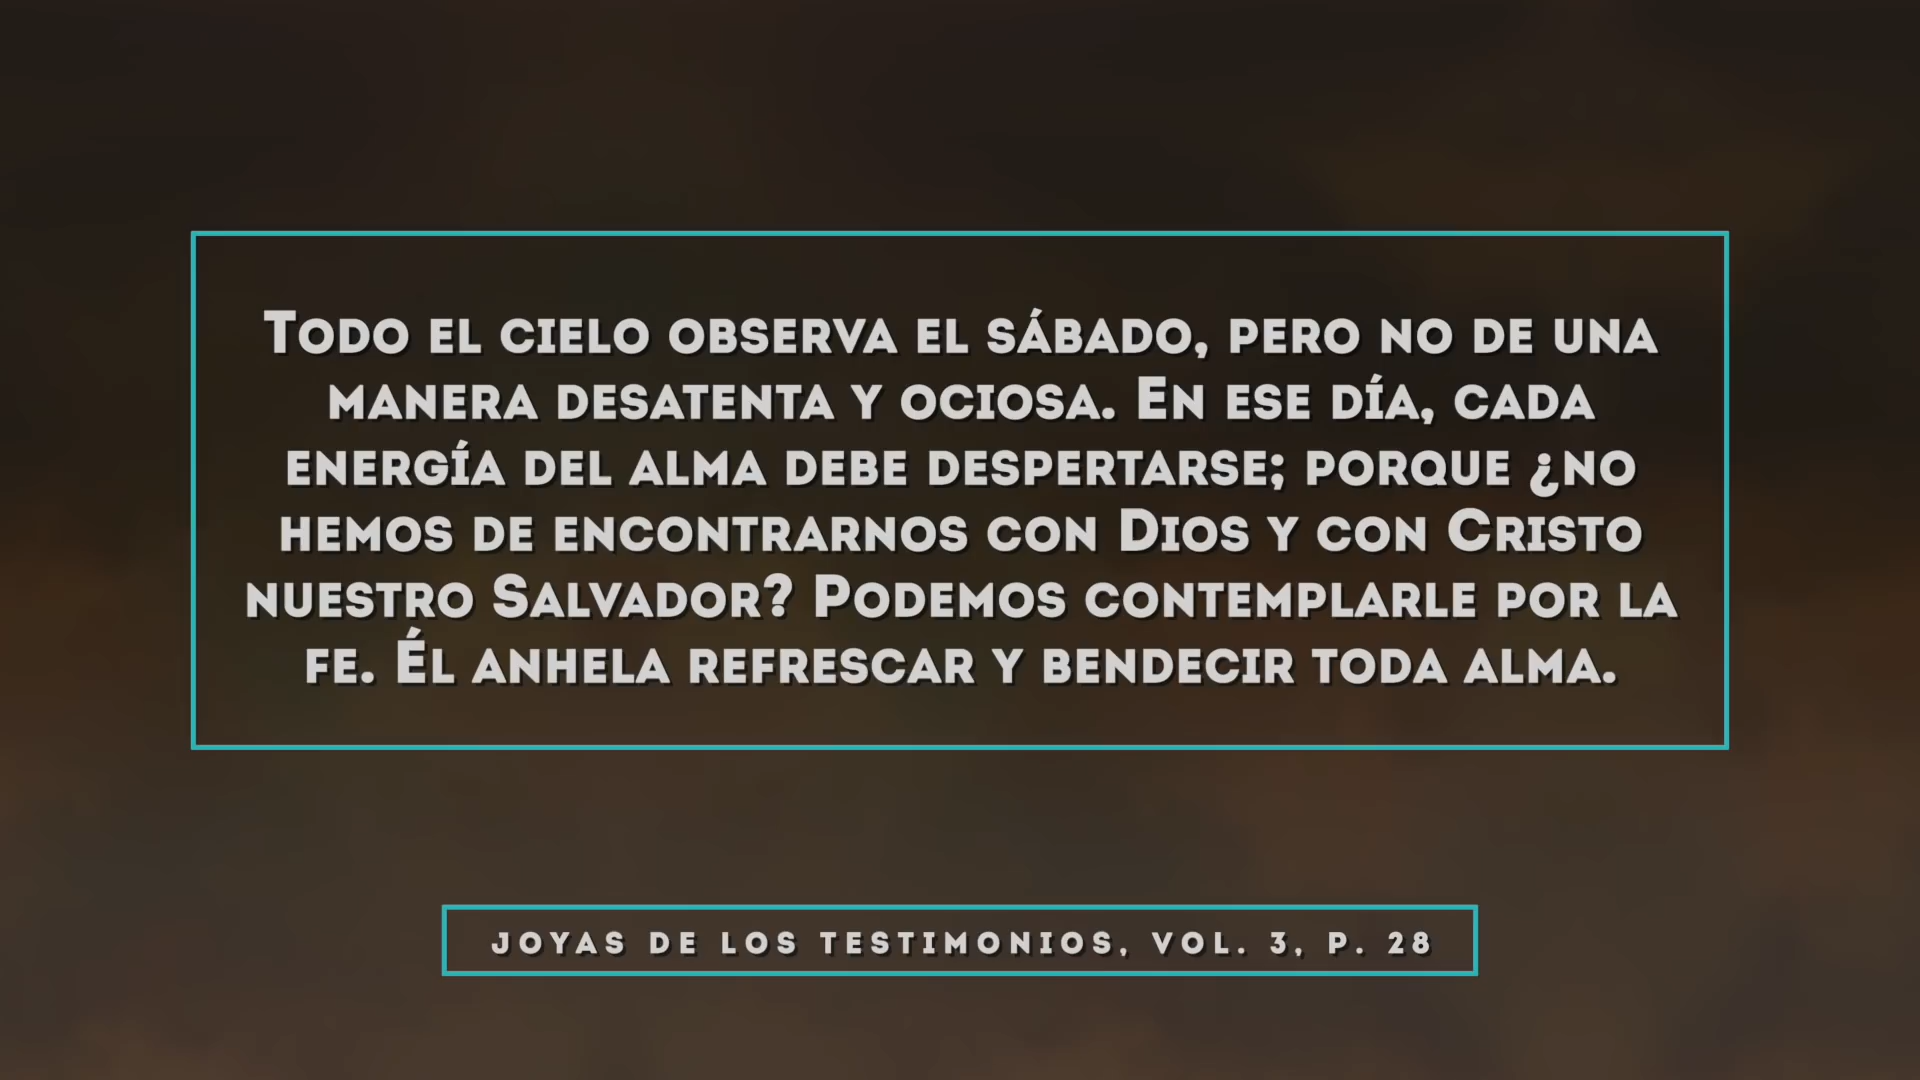 Todo el cielo observa el sábado, pero no de una
manera desatenta y ociosa. En ese día, cada
energía del alma debe despertarse; porque ¿no
hemos de encontrarnos con Dios y con Cristo
nuestro Salvador? Podemos contemplarle por la
fe. Él anhela refrescar y bendecir toda alma.
JOYAS DE LOS TESTIMONIOS, VOL. 3, P. 28